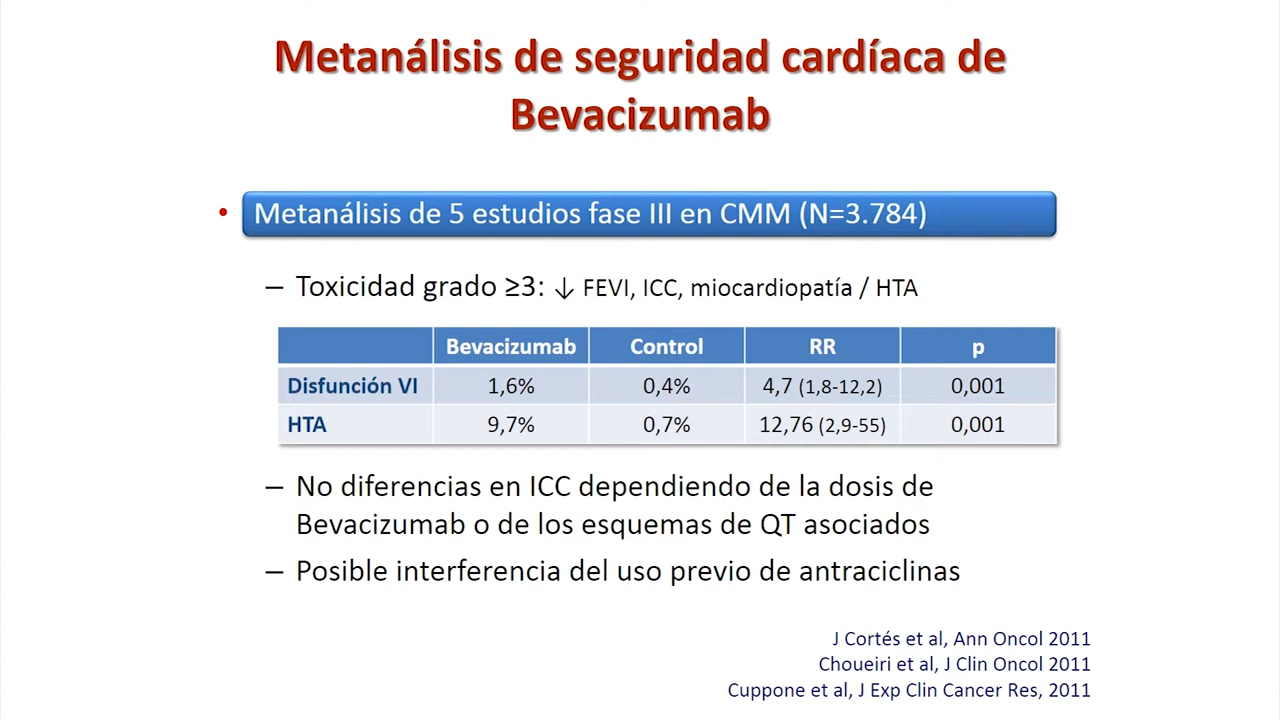 Metanálisis de seguridad cardíaca de
Bevacizumab
• Metanálisis de 5 estudios fase III en CMM (N=3.784)
– Toxicidad grado ≥3: ↓ FEVI, ICC, miocardiopatía / HTA
Bevacizumab Control RR p
Disfunción VI 1,6% 0,4% 4,7 (1,8-12,2) 0,001
HTA 9,7% 0,7% 12,76 (2,9-55) 0,001
– No diferencias en ICC dependiendo de la dosis de
Bevacizumab o de los esquemas de QT asociados
– Posible interferencia del uso previo de antraciclinas
J Cortés et al, Ann Oncol 2011
Choueiri et al, J Clin Oncol 2011
Cuppone et al, J Exp Clin Cancer Res, 2011